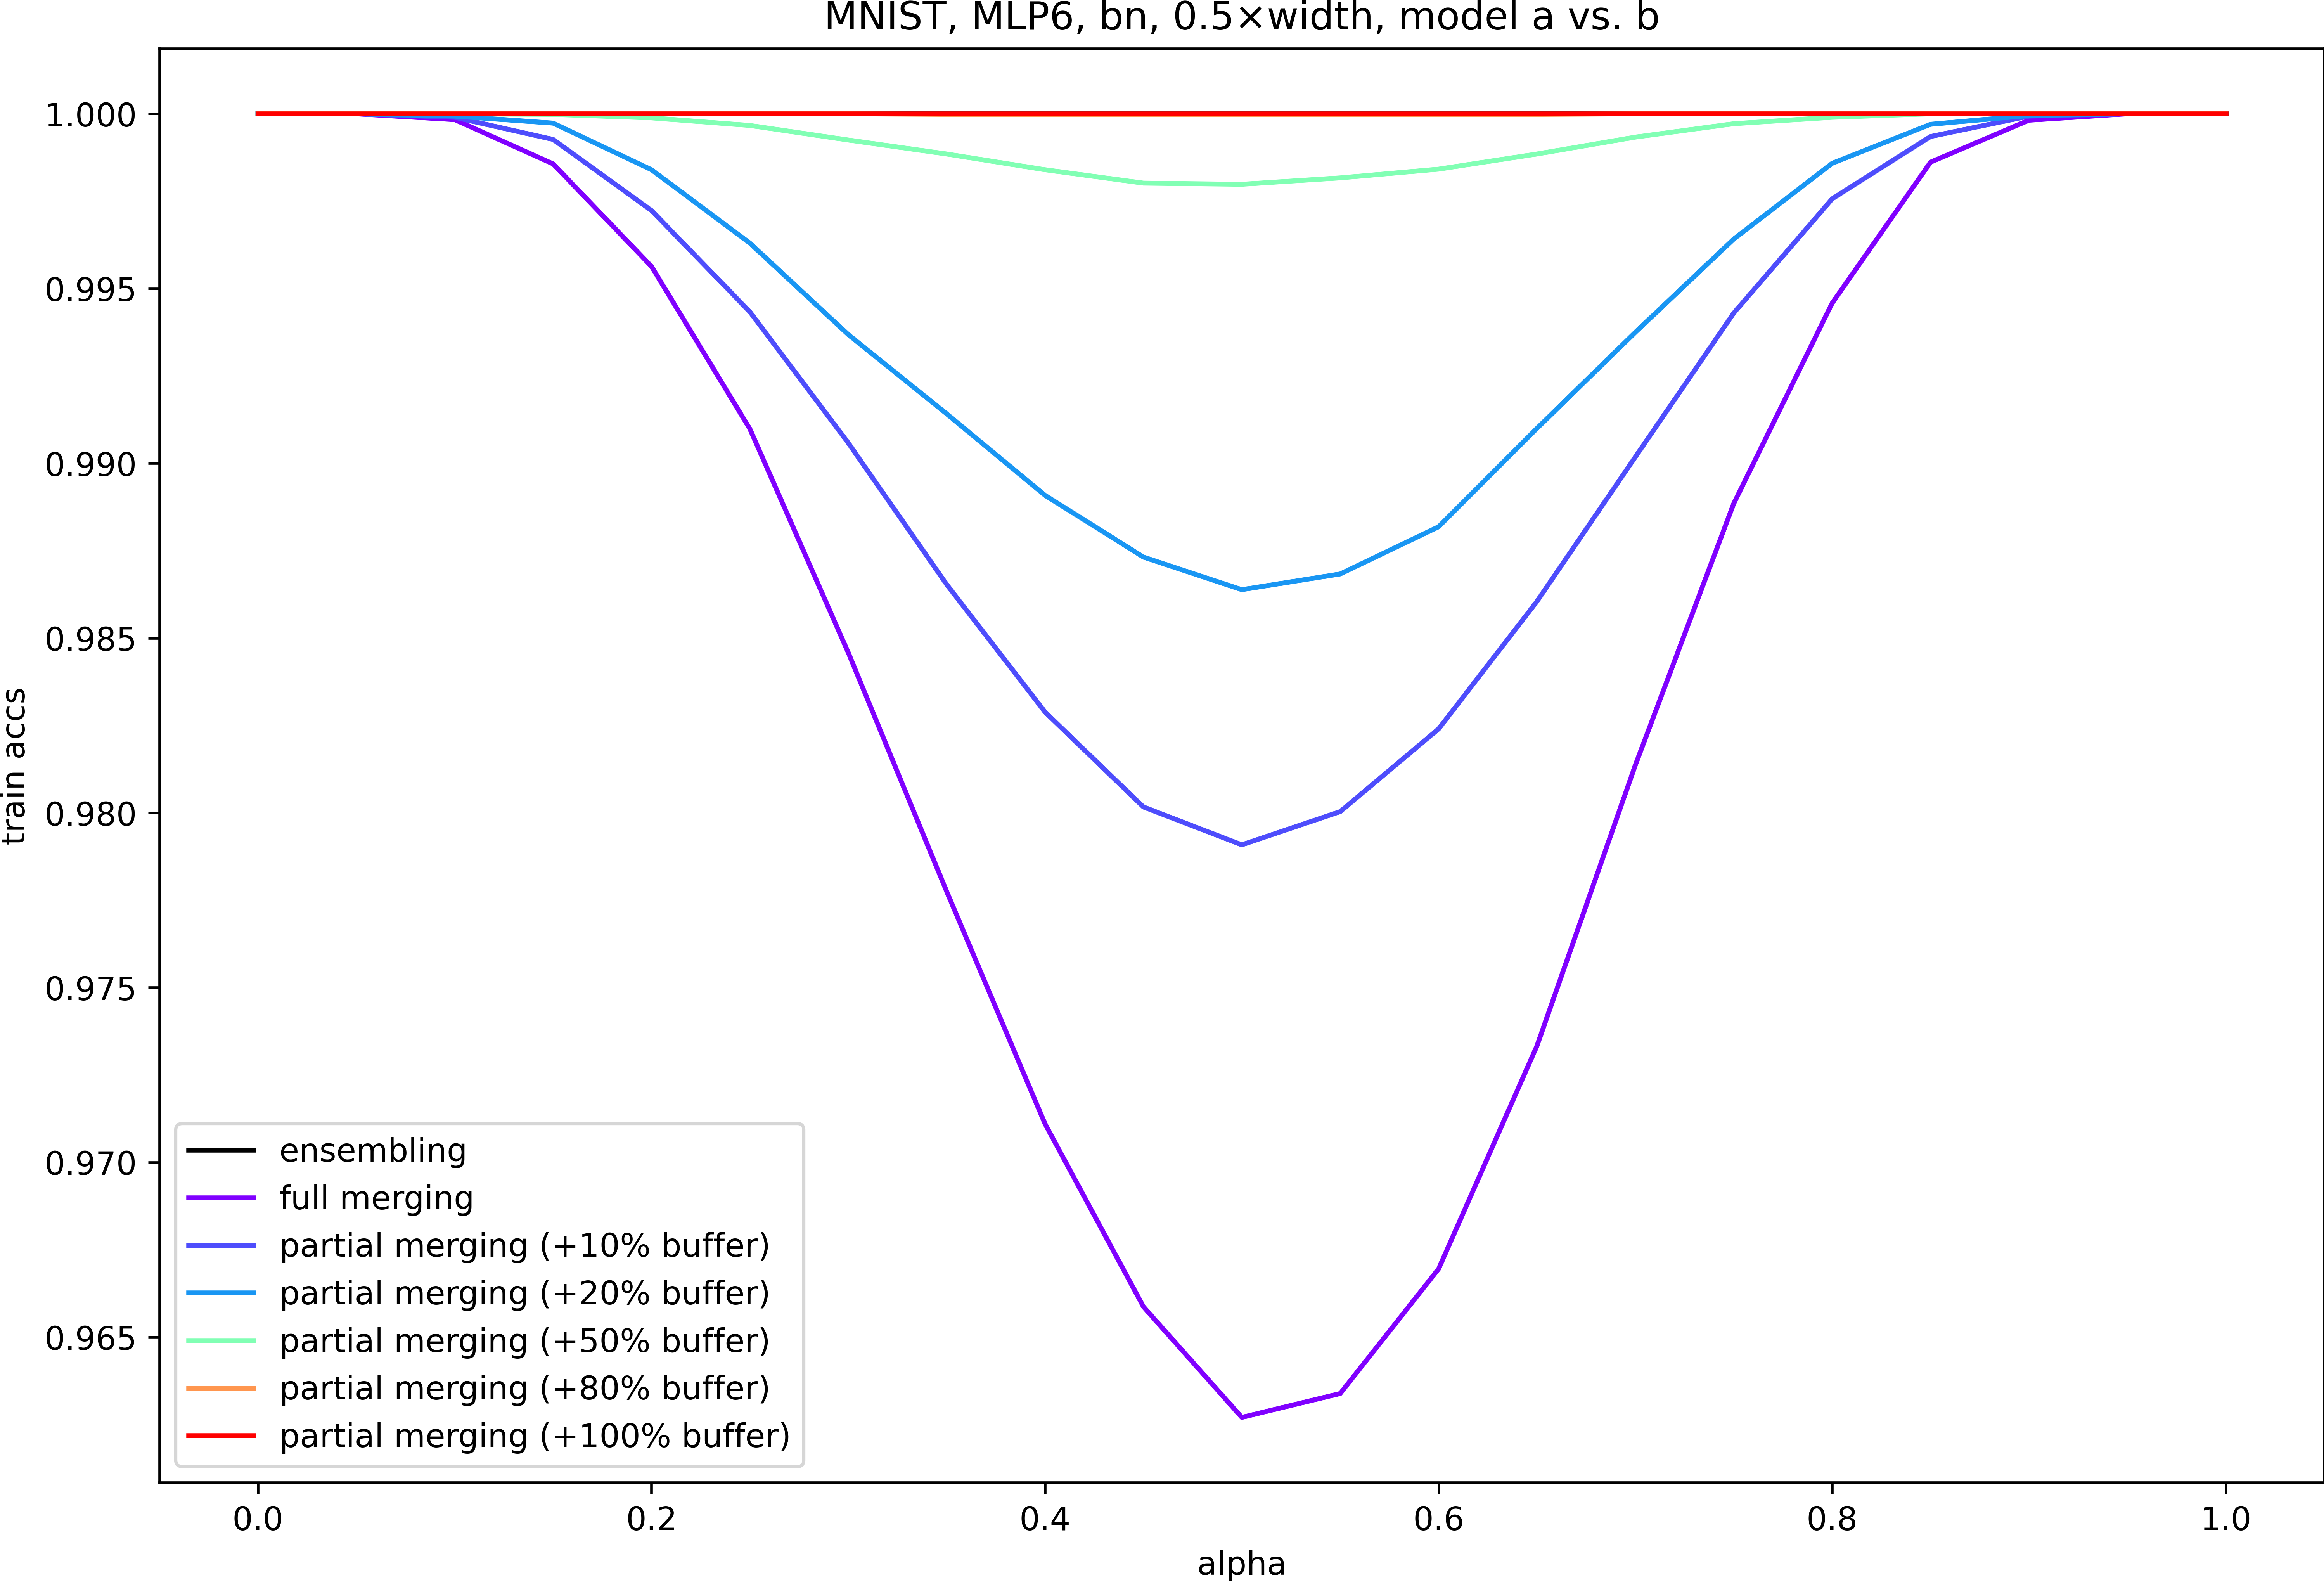 MNIST, MLP6, bn, 0.5×width, model a vs. b
train accs
1.000
0.995
0.990
0.985
0.980
0.975
0.970
0.965
ensembling
full merging
partial merging (+10% buffer)
partial merging (+20% buffer)
partial merging (+50% buffer)
partial merging (+80% buffer)
partial merging (+100% buffer)
0.0 0.2 0.4 0.6 0.8 1.0
alpha